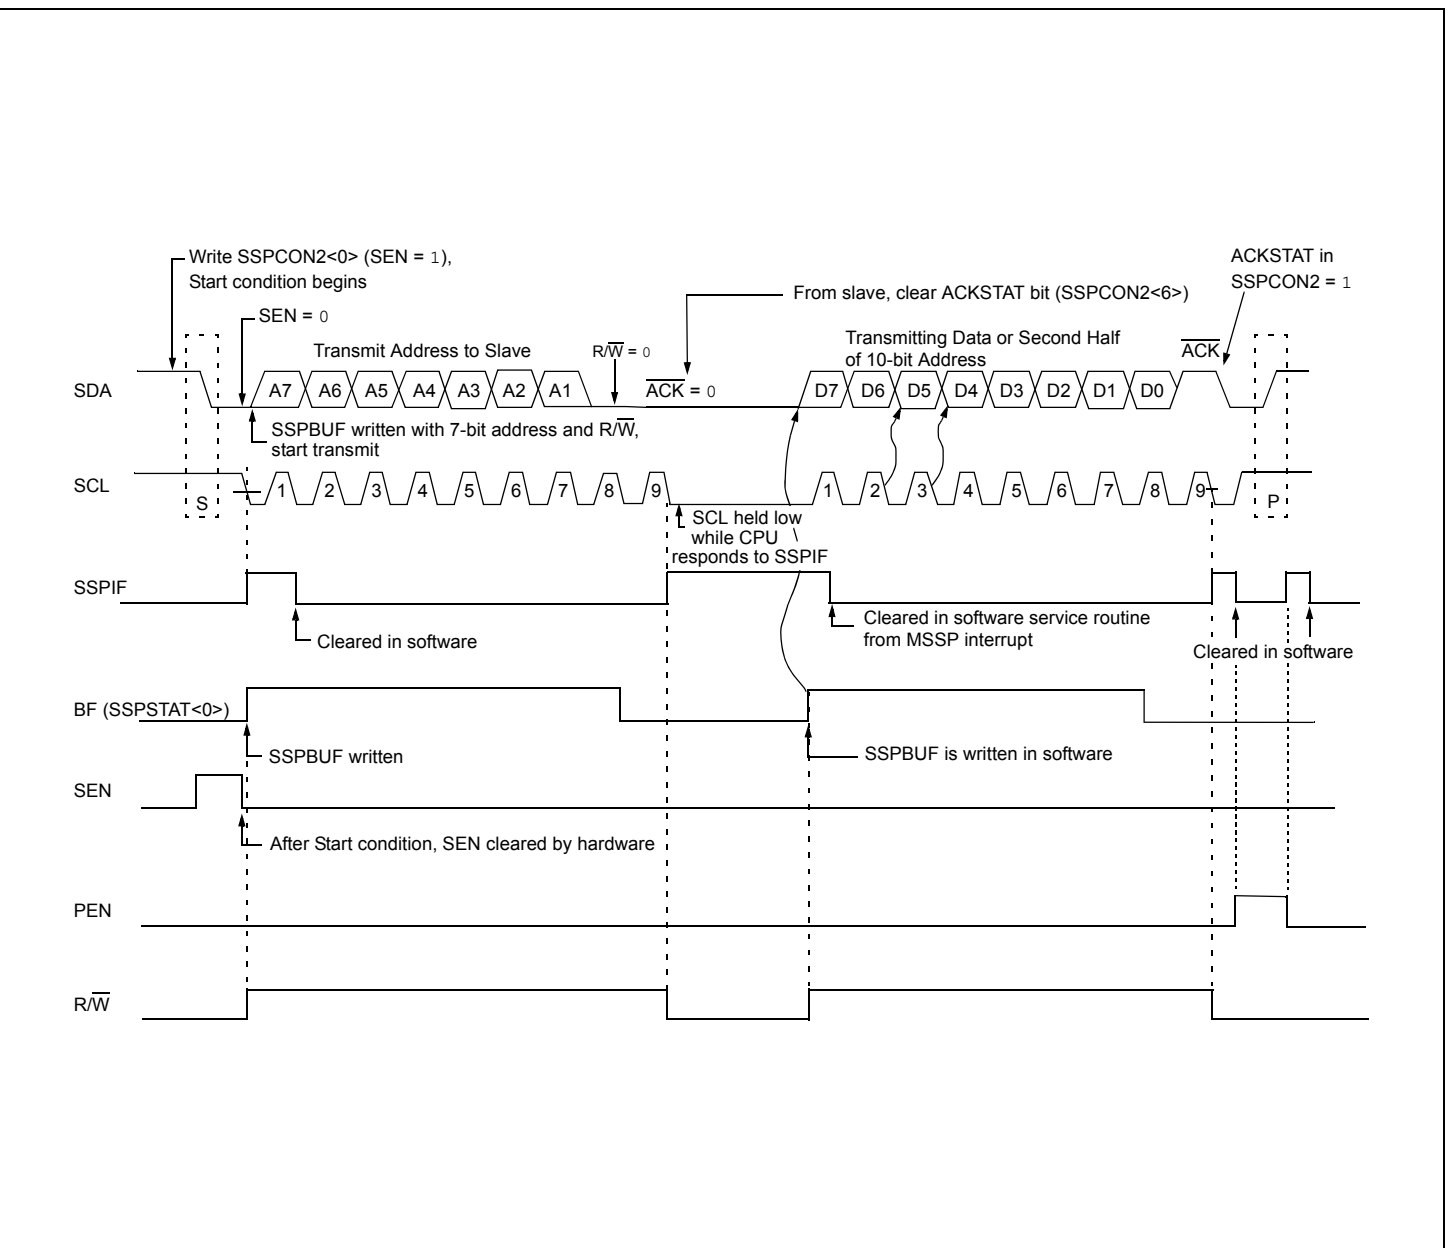 Write SSPCON2<0> (SEN = 1),
Start condition begins
ACKSTAT in
SSPCON2 = 1
From slave, clear ACKSTAT bit (SSPCON2<6>)
SEN = 0
Transmit Address to Slave
R/W̅ = 0
Transmitting Data or Second Half
of 10-bit Address
A̅C̅K̅
SDA
A7 A6 A5 A4 A3 A2 A1
A̅C̅K̅ = 0
D7 D6 D5 D4 D3 D2 D1 D0
SSPBUF written with 7-bit address and R/W̅,
start transmit
SCL
S
1 2 3 4 5 6 7 8 9
1 2 3 4 5 6 7 8 9
P
SCL held low
while CPU
responds to SSPIF
SSPIF
Cleared in software
Cleared in software service routine
from MSSP interrupt
Cleared in software
BF (SSPSTAT<0>)
SSPBUF written
SSPBUF is written in software
SEN
After Start condition, SEN cleared by hardware
PEN
R/W̅